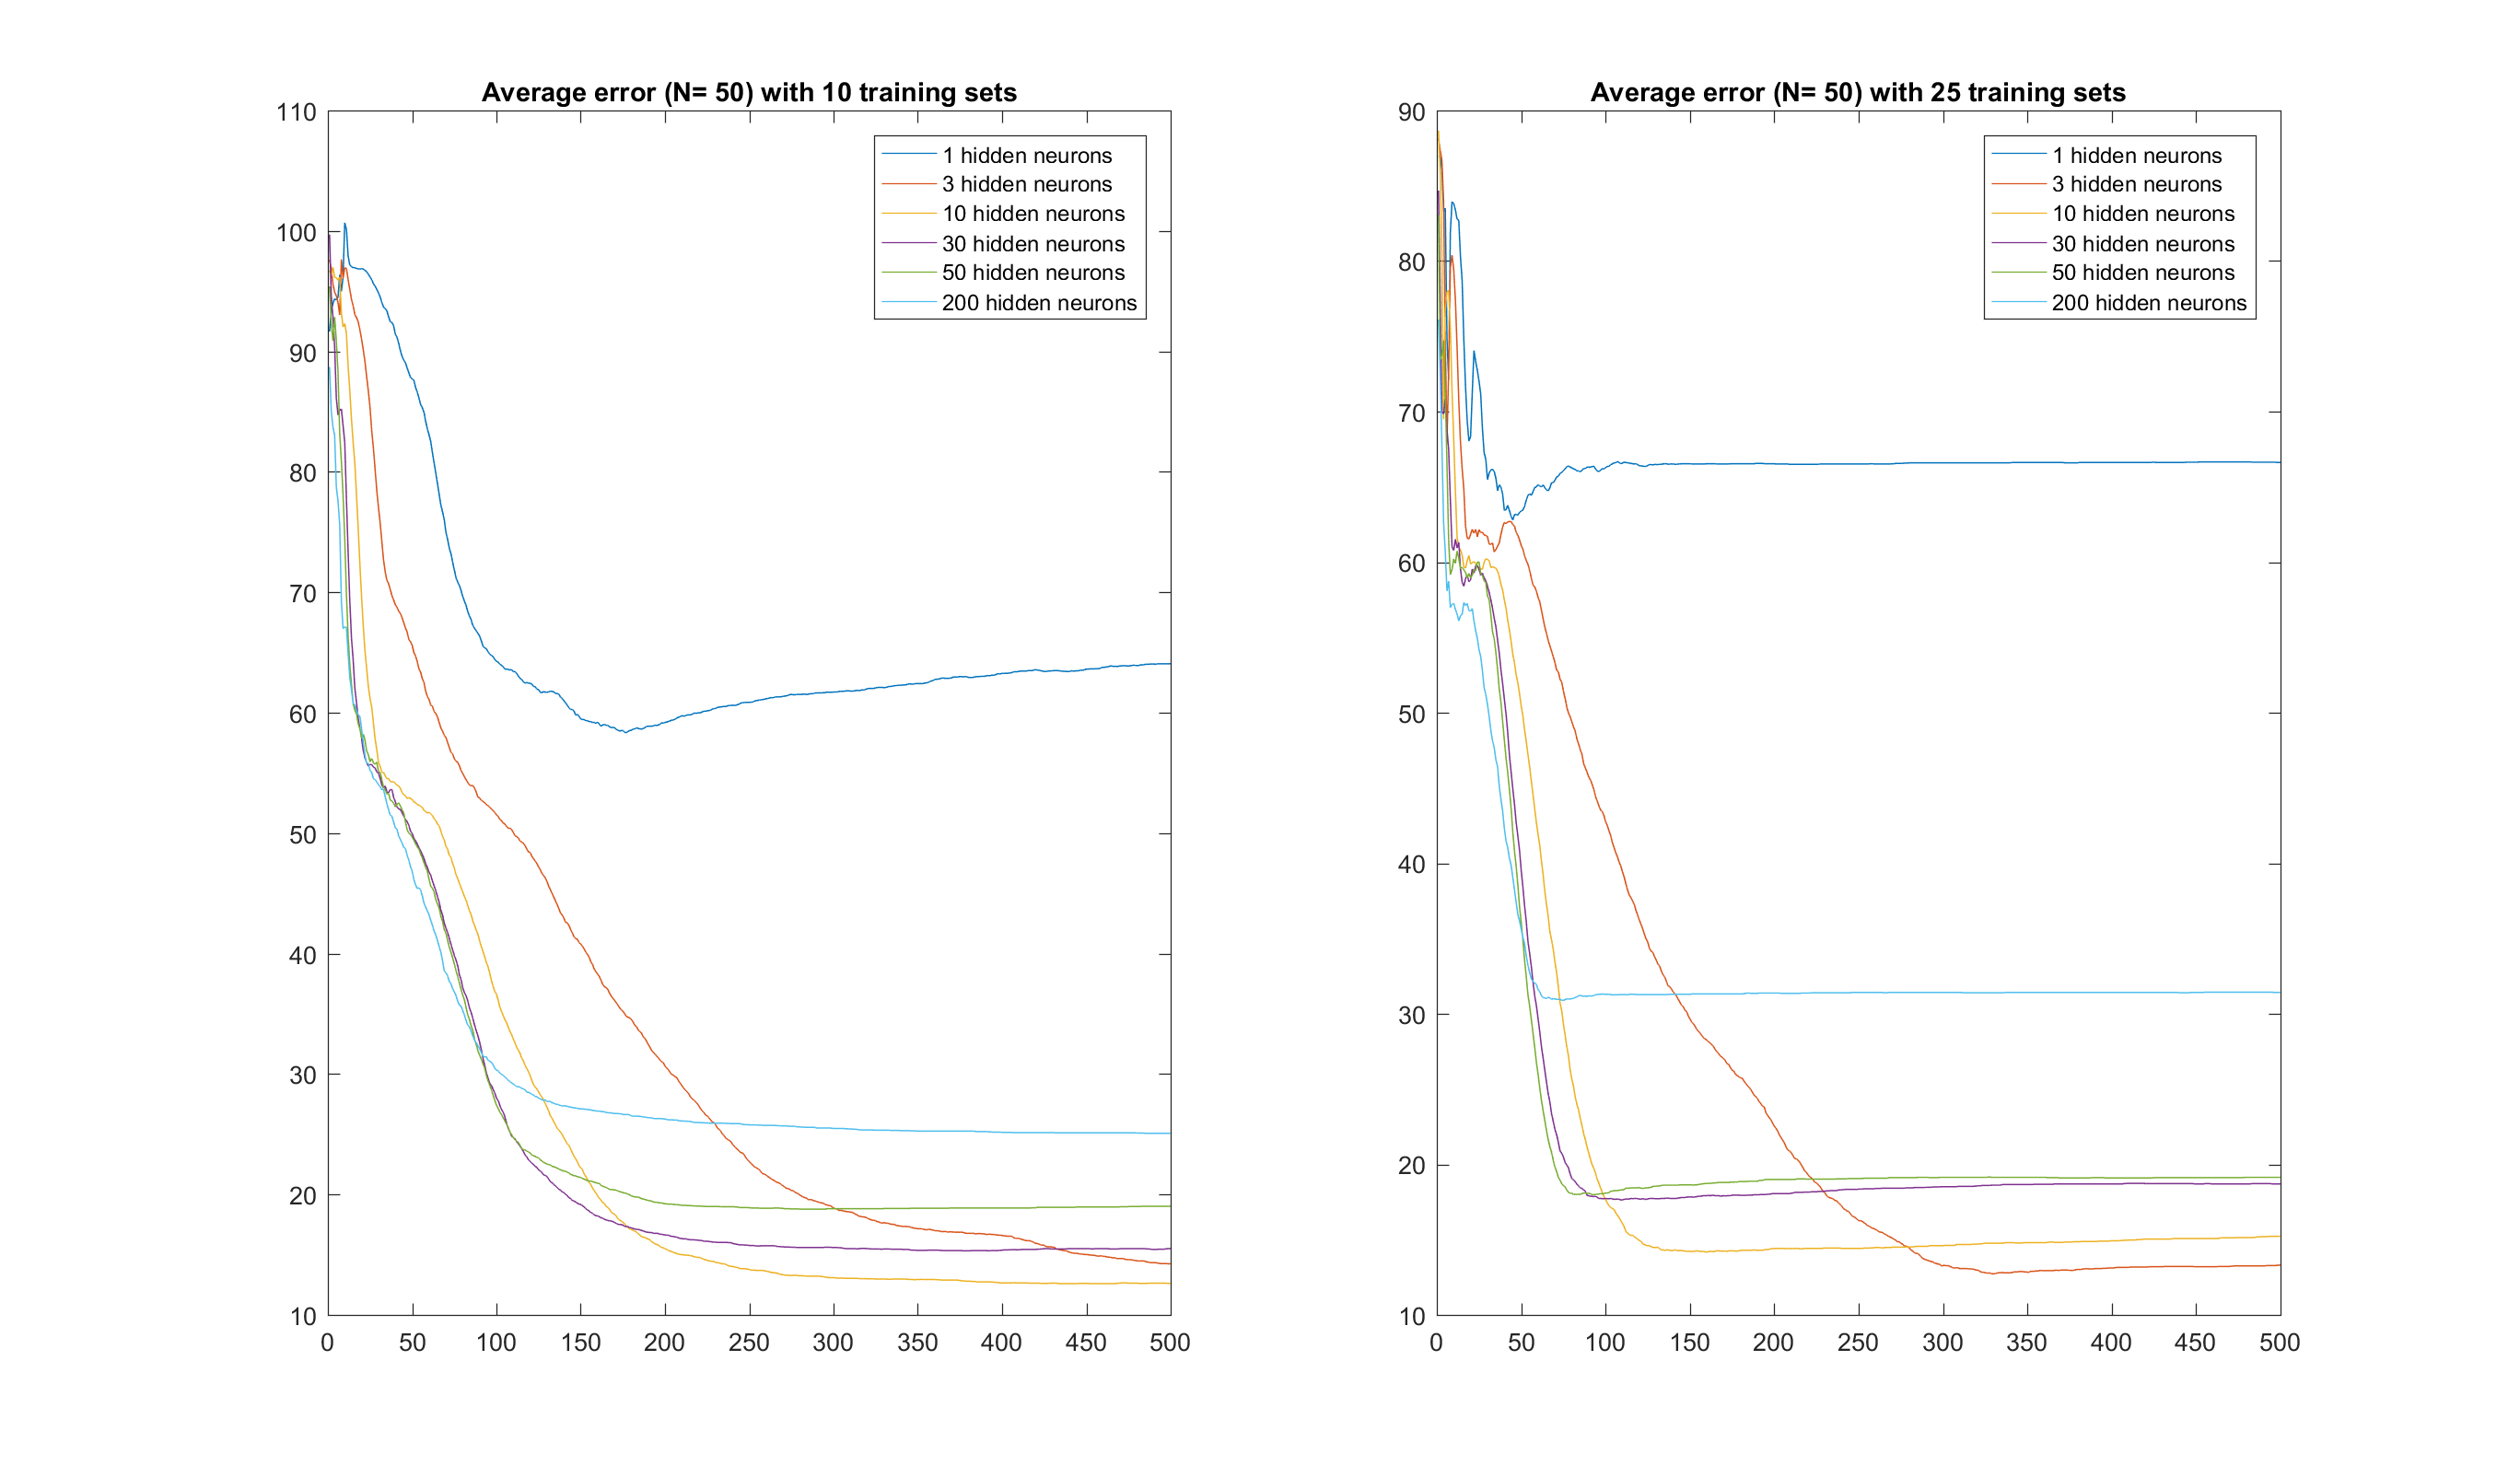 Average error (N= 50) with 10 training sets
110
100
90
80
70
60
50
40
30
20
10
0 50 100 150 200 250 300 350 400 450 500
1 hidden neurons
3 hidden neurons
10 hidden neurons
30 hidden neurons
50 hidden neurons
200 hidden neurons
Average error (N= 50) with 25 training sets
90
80
70
60
50
40
30
20
10
0 50 100 150 200 250 300 350 400 450 500
1 hidden neurons
3 hidden neurons
10 hidden neurons
30 hidden neurons
50 hidden neurons
200 hidden neurons